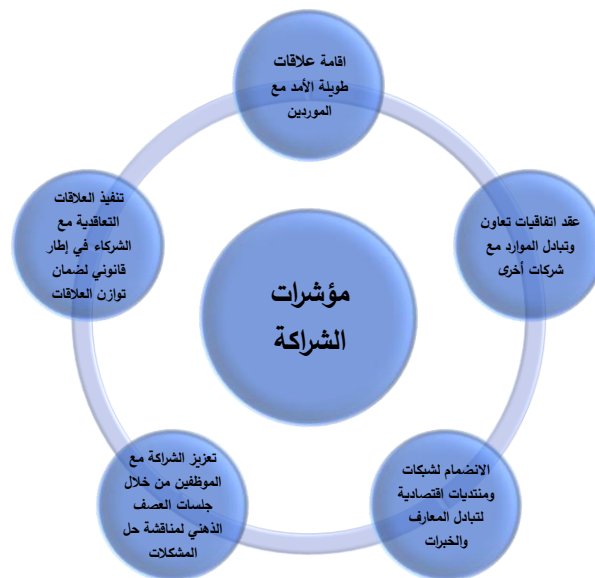 اقامة علاقات
طويلة الأمد مع
الموردين
عقد اتفاقيات تعاون
وتبادل الموارد مع
شركات أخرى
الانضمام لشبكات
ومنتديات اقتصادية
لتبادل المعارف
والخبرات
تعزيز الشراكة مع
الموظفين من خلال
جلسات العصف
الذهني لمناقشة حل
المشكلات
تنفيذ العلاقات
التعاقدية مع
الشركاء في إطار
قانوني لضمان
توازن العلاقات
مؤشرات
الشراكة